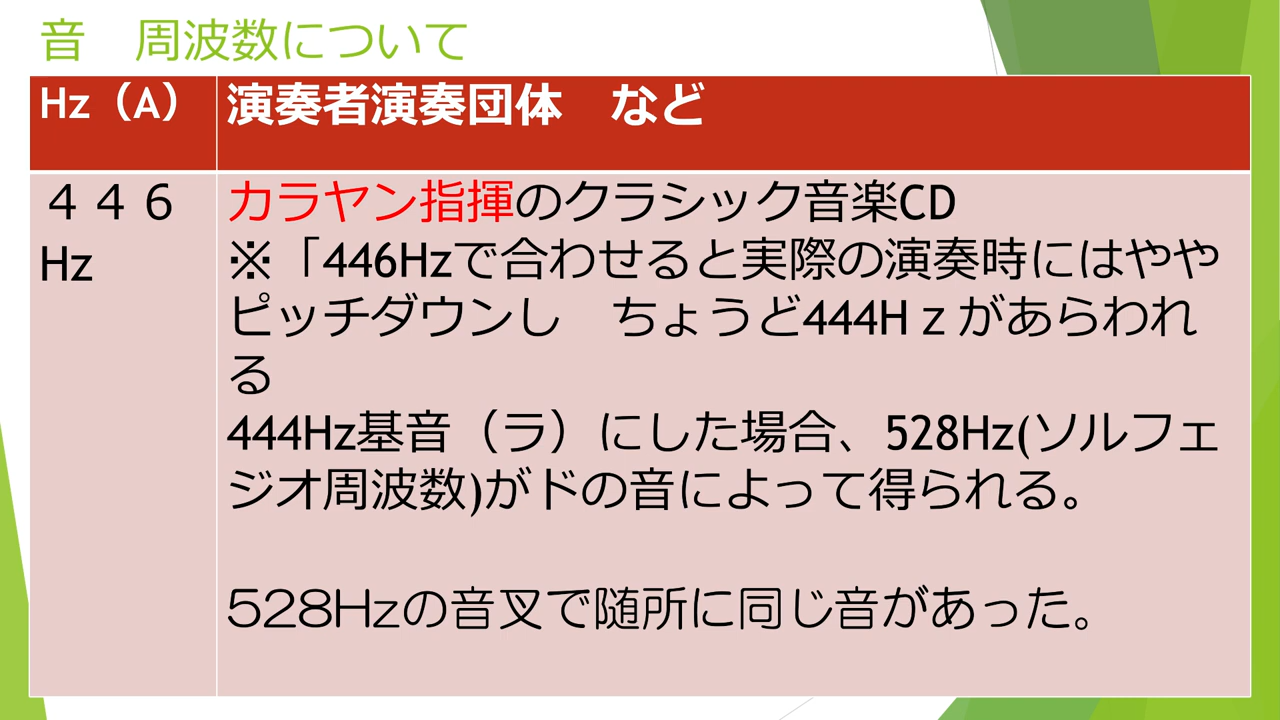 音　周波数について
Hz（A） 演奏者演奏団体　など
４４６
Hz
カラヤン指揮のクラシック音楽CD
※「446Hzで合わせると実際の演奏時にはやや
ピッチダウンし　ちょうど444Hｚがあらわれ
る
444Hz基音（ラ）にした場合、528Hz(ソルフェ
ジオ周波数)がドの音によって得られる。
528Hzの音叉で随所に同じ音があった。